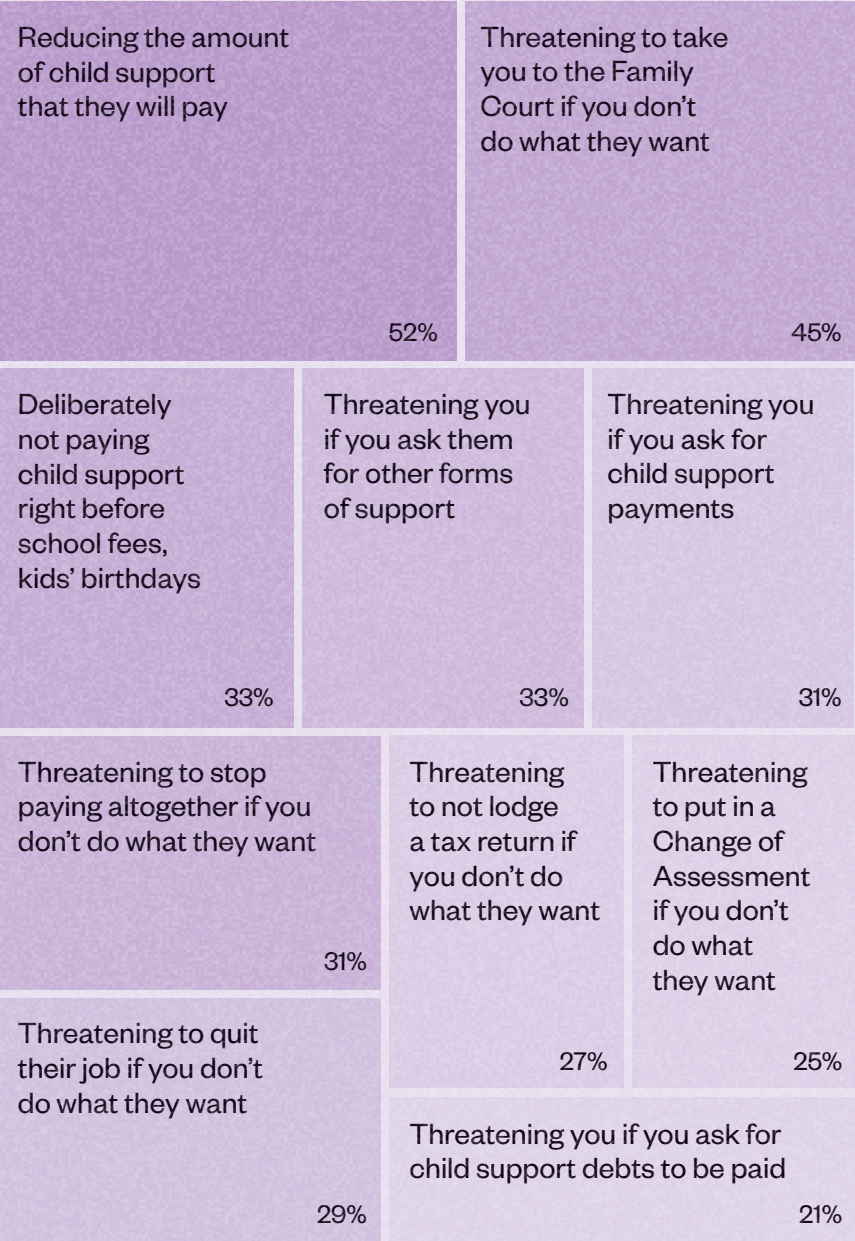 Reducing the amount
of child support
that they will pay
52%
Threatening to take
you to the Family
Court if you don’t
do what they want
45%
Deliberately
not paying
child support
right before
school fees,
kids’ birthdays
33%
Threatening you
if you ask them
for other forms
of support
33%
Threatening you
if you ask for
child support
payments
31%
Threatening to stop
paying altogether if you
don’t do what they want
31%
Threatening
to not lodge
a tax return if
you don’t do
what they want
27%
Threatening
to put in a
Change of
Assessment
if you don’t
do what
they want
25%
Threatening to quit
their job if you don’t
do what they want
29%
Threatening you if you ask for
child support debts to be paid
21%